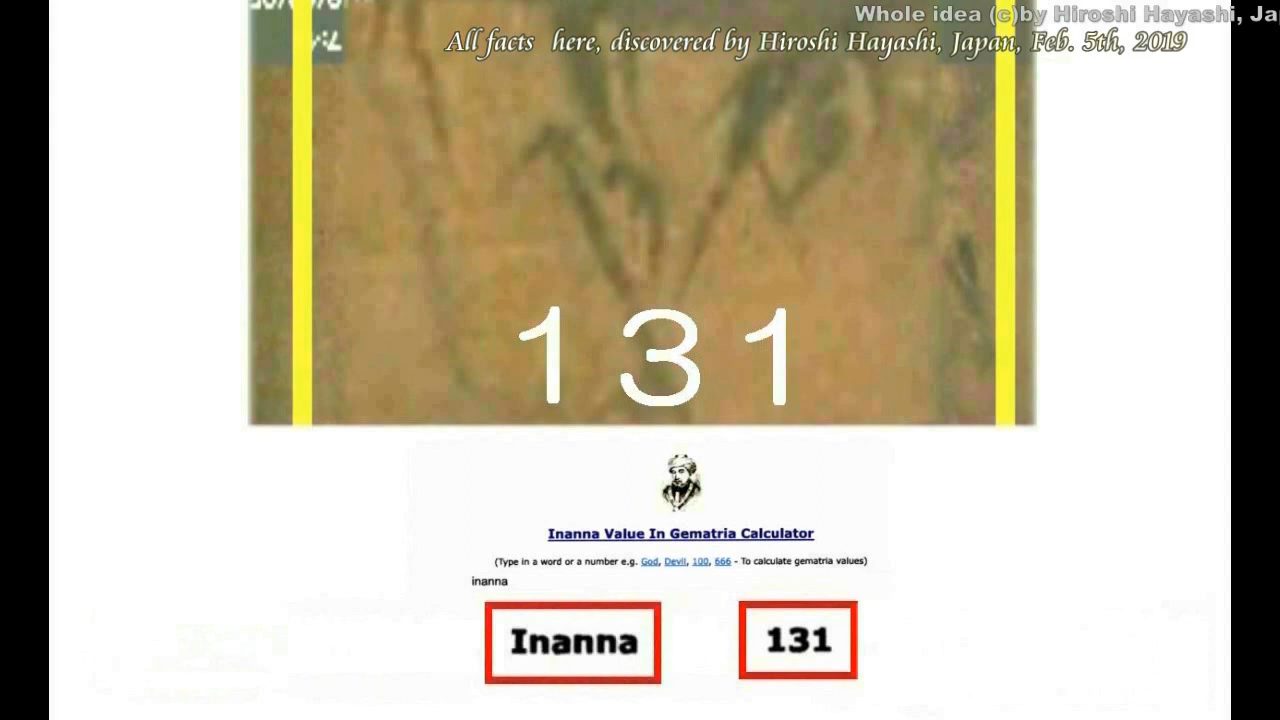 Whole idea (c)by Hiroshi Hayashi, Ja
All facts here, discovered by Hiroshi Hayashi, Japan, Feb. 5th, 2019
131
Inanna Value In Gematria Calculator
(Type in a word or a number e.g. God, Devil, 100, 666 - To calculate gematria values)
inanna
Inanna 131